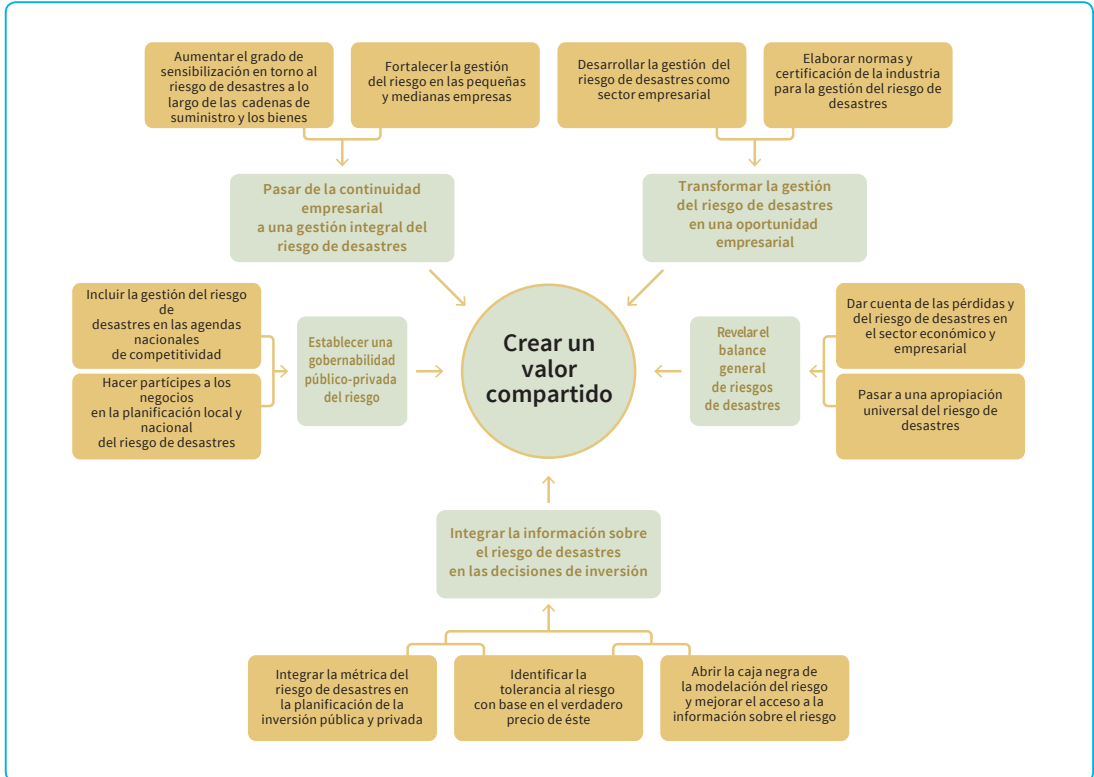 Aumentar el grado de
sensibilización en torno al
riesgo de desastres a lo
largo de las cadenas de
suministro y los bienes
Fortalecer la gestión
del riesgo en las pequeñas
y medianas empresas
Desarrollar la gestión del
riesgo de desastres como
sector empresarial
Elaborar normas y
certificación de la industria
para la gestión del riesgo de
desastres
Pasar de la continuidad
empresarial
a una gestión integral del
riesgo de desastres
Transformar la gestión
del riesgo de desastres
en una oportunidad
empresarial
Incluir la gestión del riesgo
de
desastres en las agendas
nacionales
de competitividad
Hacer partícipes a los
negocios
en la planificación local y
nacional
del riesgo de desastres
Establecer una
gobernabilidad
público-privada
del riesgo
Crear un
valor
compartido
Revelar el
balance
general
de riesgos
de desastres
Dar cuenta de las pérdidas y
del riesgo de desastres en
el sector económico y
empresarial
Pasar a una apropiación
universal del riesgo de
desastres
Integrar la información sobre
el riesgo de desastres
en las decisiones de inversión
Integrar la métrica del
riesgo de desastres en
la planificación de la
inversión pública y privada
Identificar la
tolerancia al riesgo
con base en el verdadero
precio de éste
Abrir la caja negra de
la modelación del riesgo
y mejorar el acceso a la
información sobre el riesgo